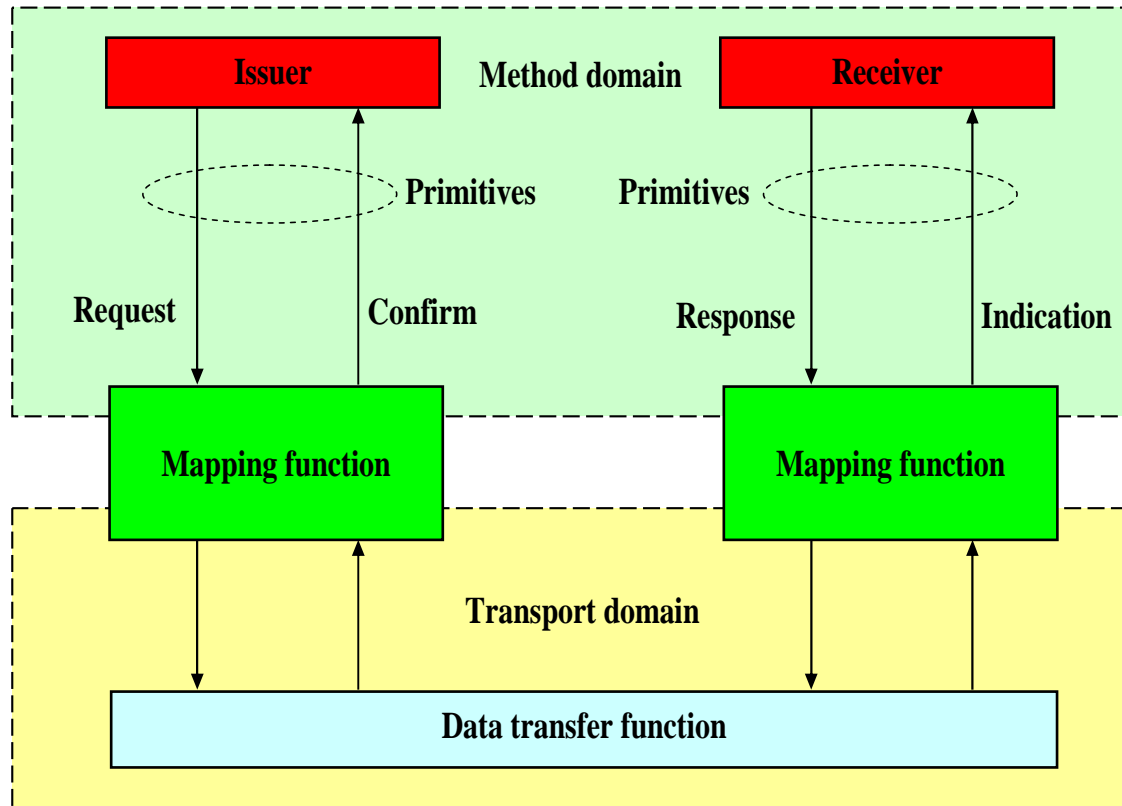 Issuer
Method domain
Receiver
Primitives
Primitives
Request
Confirm
Response
Indication
Mapping function
Mapping function
Transport domain
Data transfer function